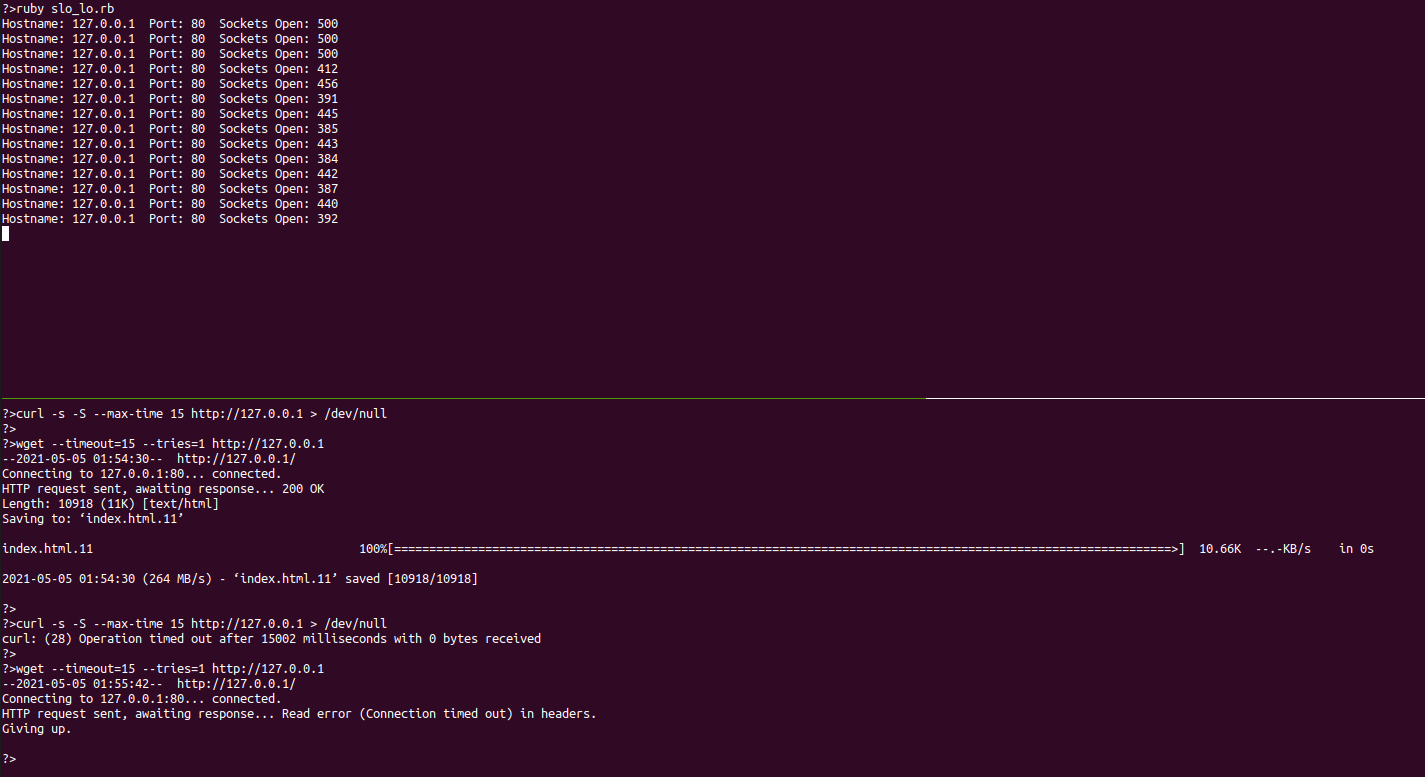 ?>ruby slo_lo.rb
Hostname: 127.0.0.1  Port: 80  Sockets Open: 500
Hostname: 127.0.0.1  Port: 80  Sockets Open: 500
Hostname: 127.0.0.1  Port: 80  Sockets Open: 500
Hostname: 127.0.0.1  Port: 80  Sockets Open: 412
Hostname: 127.0.0.1  Port: 80  Sockets Open: 456
Hostname: 127.0.0.1  Port: 80  Sockets Open: 391
Hostname: 127.0.0.1  Port: 80  Sockets Open: 445
Hostname: 127.0.0.1  Port: 80  Sockets Open: 385
Hostname: 127.0.0.1  Port: 80  Sockets Open: 443
Hostname: 127.0.0.1  Port: 80  Sockets Open: 384
Hostname: 127.0.0.1  Port: 80  Sockets Open: 442
Hostname: 127.0.0.1  Port: 80  Sockets Open: 387
Hostname: 127.0.0.1  Port: 80  Sockets Open: 440
Hostname: 127.0.0.1  Port: 80  Sockets Open: 392
?>curl -s -S --max-time 15 http://127.0.0.1 > /dev/null
?>
?>wget --timeout=15 --tries=1 http://127.0.0.1
--2021-05-05 01:54:30--  http://127.0.0.1/
Connecting to 127.0.0.1:80... connected.
HTTP request sent, awaiting response... 200 OK
Length: 10918 (11K) [text/html]
Saving to: ‘index.html.11’
index.html.11 100%[===============================================================================================================>] 10.66K  --.-KB/s    in 0s
2021-05-05 01:54:30 (264 MB/s) - ‘index.html.11’ saved [10918/10918]
?>
?>curl -s -S --max-time 15 http://127.0.0.1 > /dev/null
curl: (28) Operation timed out after 15002 milliseconds with 0 bytes received
?>
?>wget --timeout=15 --tries=1 http://127.0.0.1
--2021-05-05 01:55:42--  http://127.0.0.1/
Connecting to 127.0.0.1:80... connected.
HTTP request sent, awaiting response... Read error (Connection timed out) in headers.
Giving up.
?>